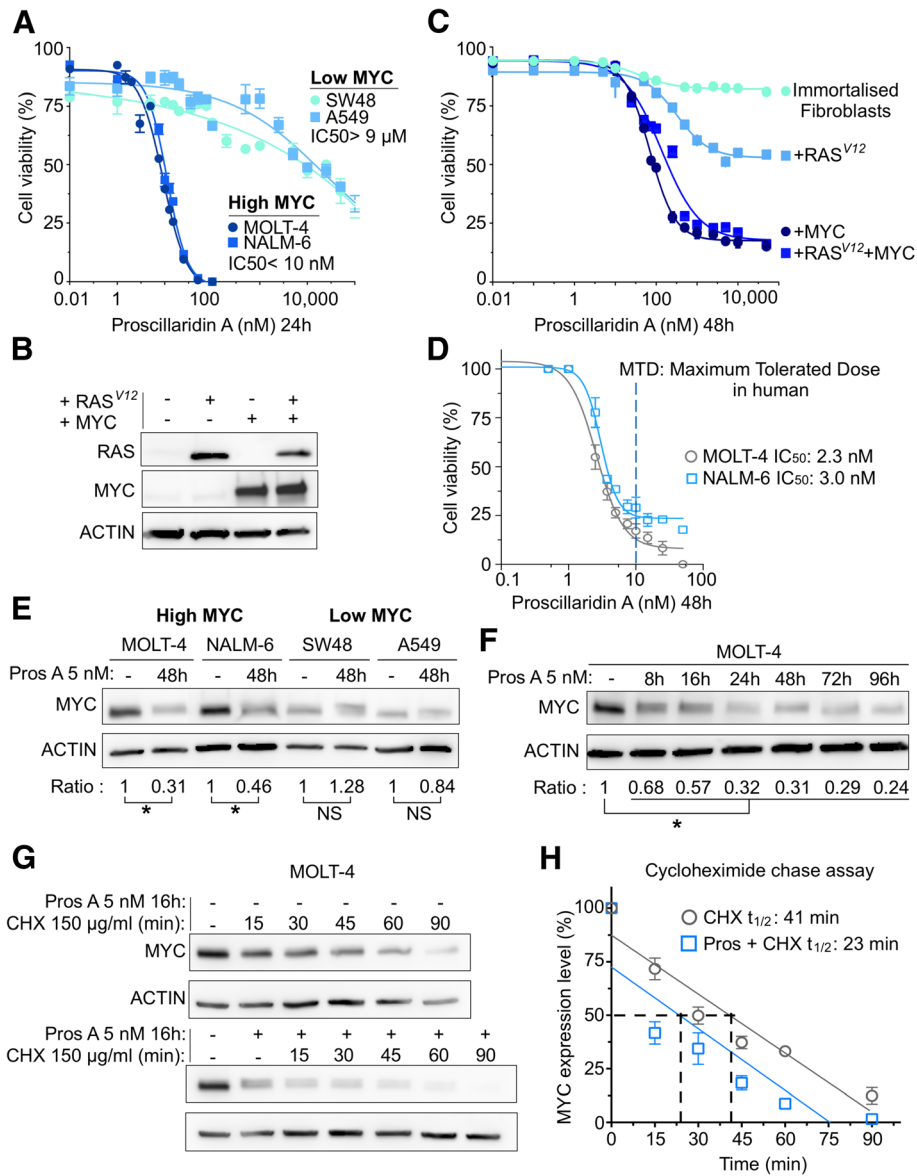 A
100
75
50
25
0
Cell viability (%)
Low MYC
SW48
A549
IC50> 9 µM
High MYC
MOLT-4
NALM-6
IC50< 10 nM
0.01 1 100 10,000
Proscillaridin A (nM) 24h
C
100
75
50
25
0
Cell viability (%)
Immortalised
Fibroblasts
+RASV12
+MYC
+RASV12+MYC
0.01 1 100 10,000
Proscillaridin A (nM) 48h
B
+ RASV12 - + - +
+ MYC - - + +
RAS
MYC
ACTIN
D
100
75
50
25
0
Cell viability (%)
MTD: Maximum Tolerated Dose
in human
MOLT-4 IC50: 2.3 nM
NALM-6 IC50: 3.0 nM
0.1 1 10 100
Proscillaridin A (nM) 48h
E
High MYC Low MYC
MOLT-4 NALM-6 SW48 A549
Pros A 5 nM: - 48h - 48h - 48h - 48h
MYC
ACTIN
Ratio : 1 0.31 1 0.46 1 1.28 1 0.84
* * NS NS
F
MOLT-4
Pros A 5 nM: - 8h 16h 24h 48h 72h 96h
MYC
ACTIN
Ratio : 1 0.68 0.57 0.32 0.31 0.29 0.24
*
G
MOLT-4
Pros A 5 nM 16h: - - - - - -
CHX 150 µg/ml (min): - 15 30 45 60 90
MYC
ACTIN
Pros A 5 nM 16h: - + + + + + +
CHX 150 µg/ml (min): - - 15 30 45 60 90
H
Cycloheximide chase assay
100
75
50
25
0
MYC expression level (%)
CHX t1/2: 41 min
Pros + CHX t1/2: 23 min
0 15 30 45 60 75 90
Time (min)